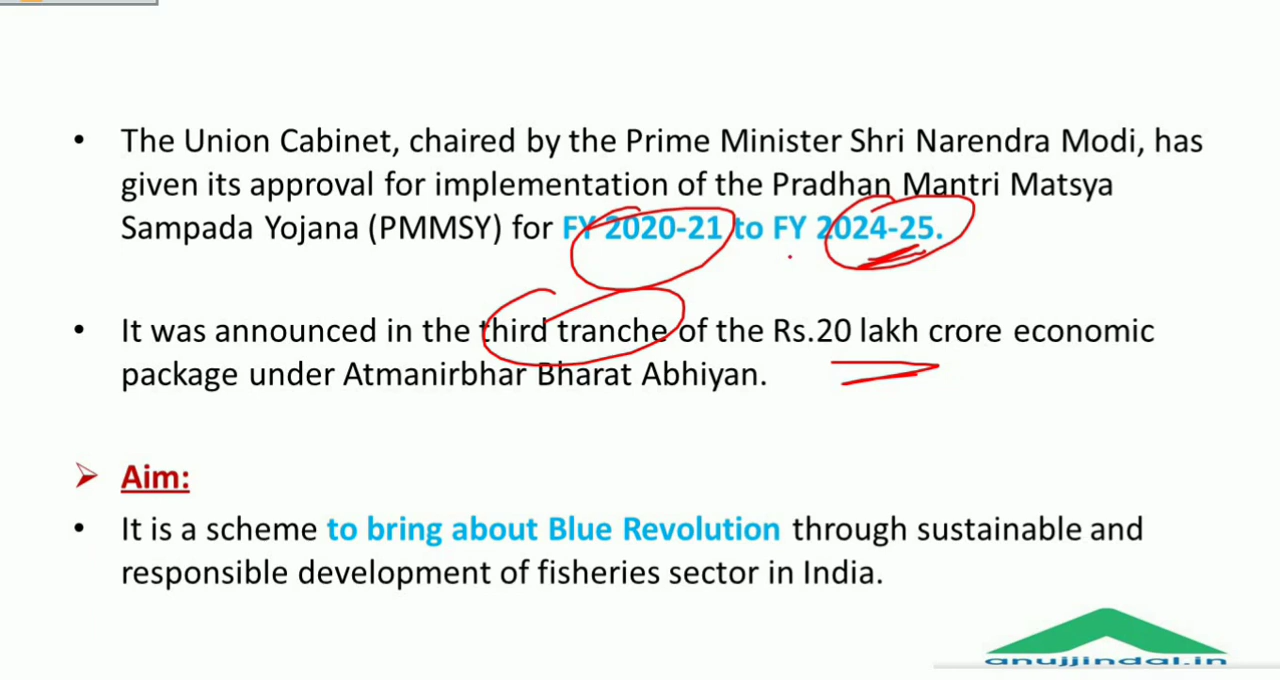 • The Union Cabinet, chaired by the Prime Minister Shri Narendra Modi, has
given its approval for implementation of the Pradhan Mantri Matsya
Sampada Yojana (PMMSY) for FY 2020-21 to FY 2024-25.
• It was announced in the third tranche of the Rs.20 lakh crore economic
package under Atmanirbhar Bharat Abhiyan.
➢ Aim:
• It is a scheme to bring about Blue Revolution through sustainable and
responsible development of fisheries sector in India.
anujjindal.in